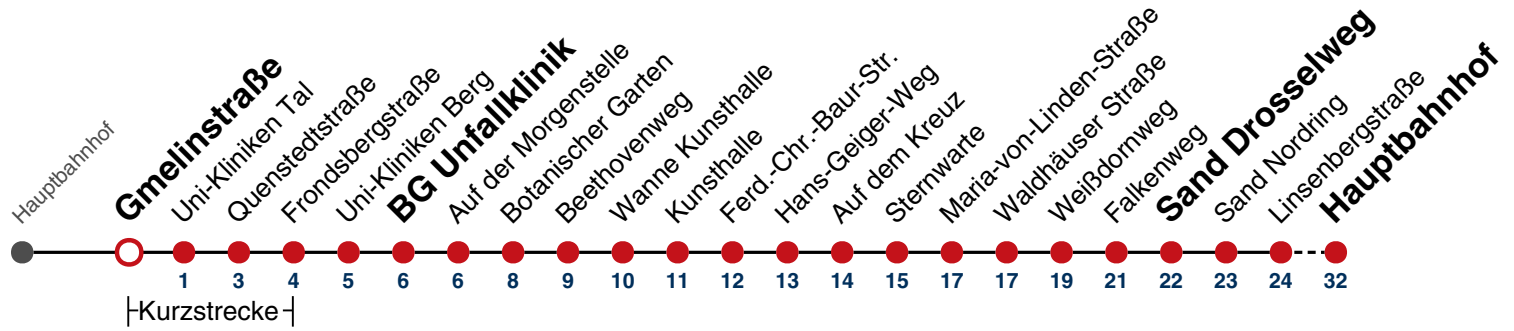 Hauptbahnhof
Gmelinstraße
Uni-Kliniken Tal
Quenstedtstraße
Frondsbergstraße
Uni-Kliniken Berg
BG Unfallklinik
Auf der Morgenstelle
Botanischer Garten
Beethovenweg
Wanne Kunsthalle
Kunsthalle
Ferd.-Chr.-Baur-Str.
Hans-Geiger-Weg
Auf dem Kreuz
Sternwarte
Maria-von-Linden-Straße
Waldhäuser Straße
Weißdornweg
Falkenweg
Sand Drosselweg
Sand Nordring
Linsenbergstraße
Hauptbahnhof
1 3 4 5 6 6 8 9 10 11 12 13 14 15 17 17 19 21 22 23 24 32
Kurzstrecke